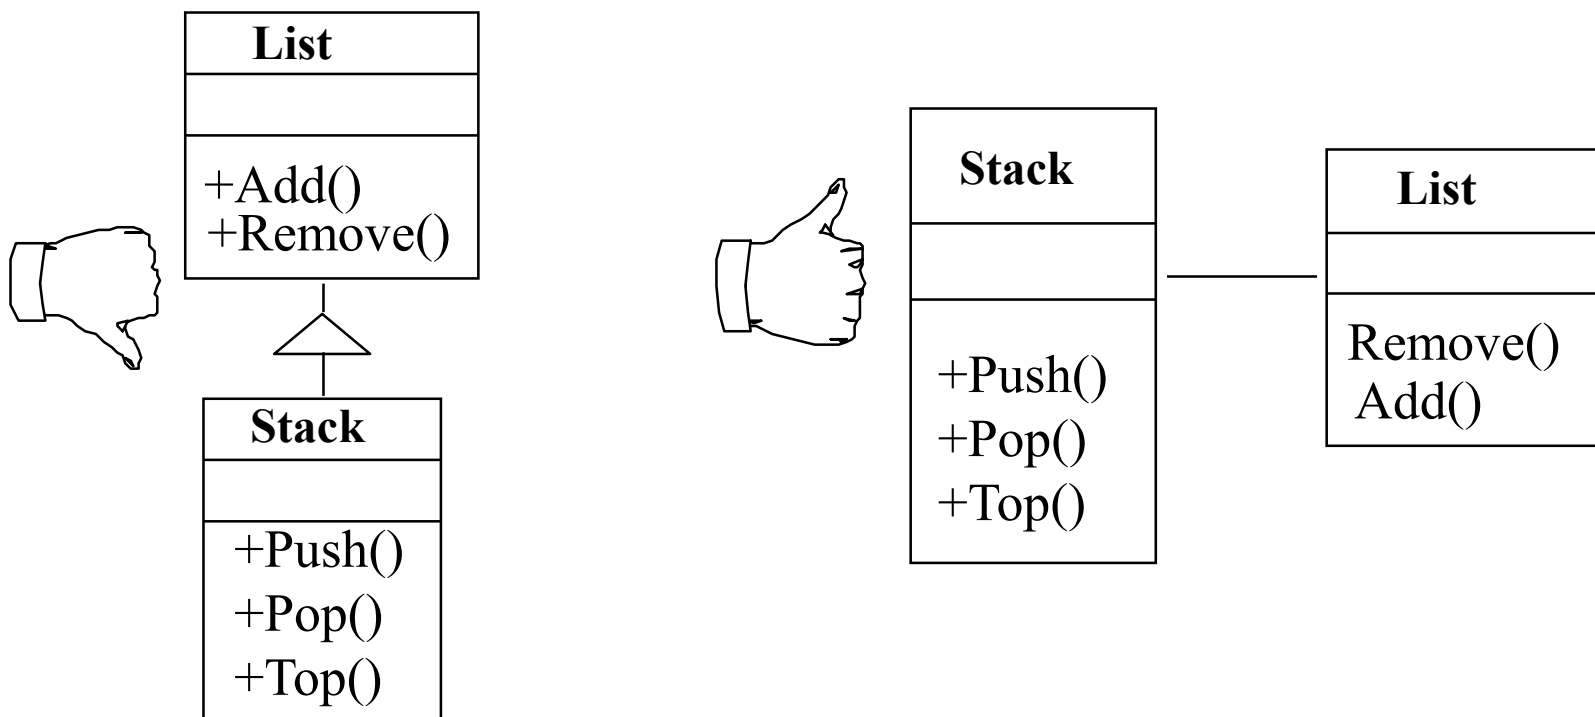 List
+Add()
+Remove()
Stack
+Push()
+Pop()
+Top()
Stack
+Push()
+Pop()
+Top()
List
Remove()
Add()